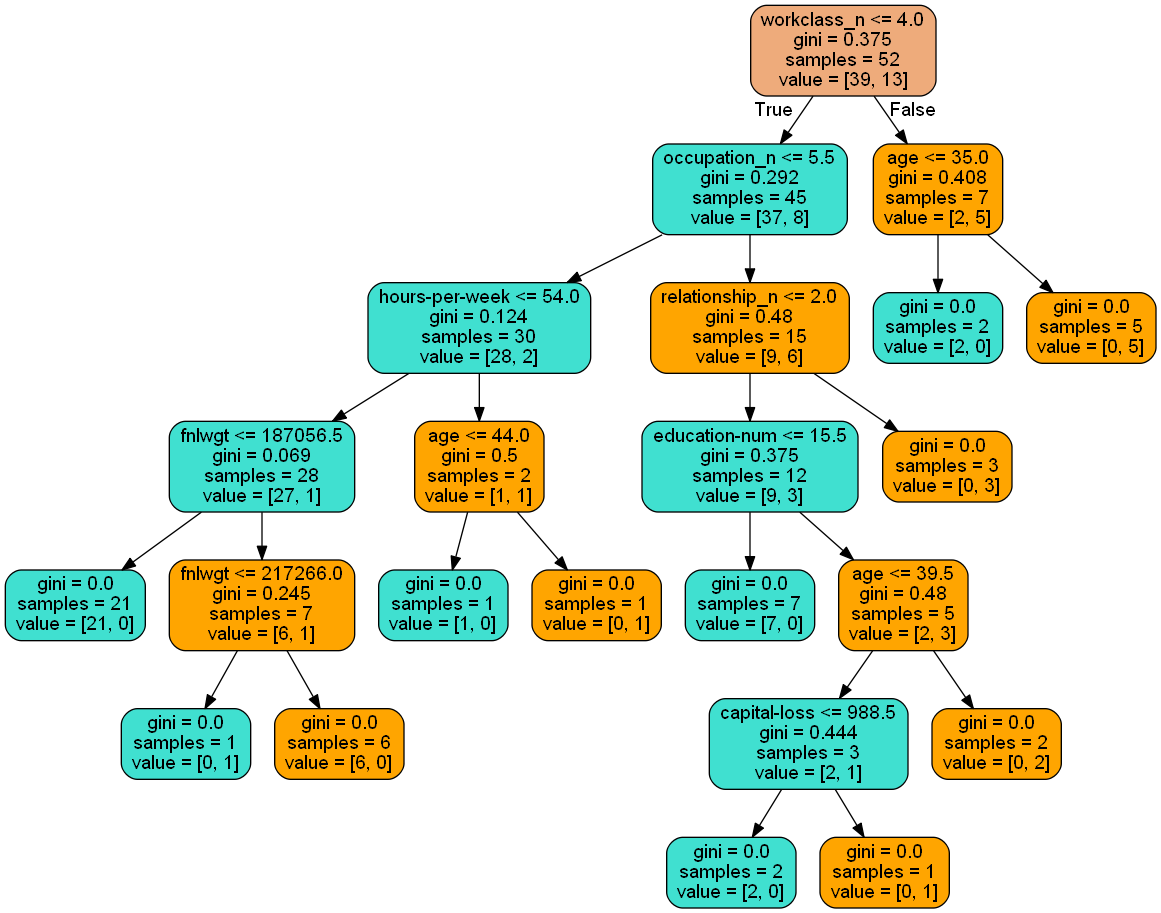 workclass_n <= 4.0
gini = 0.375
samples = 52
value = [39, 13]
True
False
occupation_n <= 5.5
gini = 0.292
samples = 45
value = [37, 8]
age <= 35.0
gini = 0.408
samples = 7
value = [2, 5]
hours-per-week <= 54.0
gini = 0.124
samples = 30
value = [28, 2]
relationship_n <= 2.0
gini = 0.48
samples = 15
value = [9, 6]
gini = 0.0
samples = 2
value = [2, 0]
gini = 0.0
samples = 5
value = [0, 5]
fnlwgt <= 187056.5
gini = 0.069
samples = 28
value = [27, 1]
age <= 44.0
gini = 0.5
samples = 2
value = [1, 1]
education-num <= 15.5
gini = 0.375
samples = 12
value = [9, 3]
gini = 0.0
samples = 3
value = [0, 3]
gini = 0.0
samples = 21
value = [21, 0]
fnlwgt <= 217266.0
gini = 0.245
samples = 7
value = [6, 1]
gini = 0.0
samples = 1
value = [1, 0]
gini = 0.0
samples = 1
value = [0, 1]
gini = 0.0
samples = 7
value = [7, 0]
age <= 39.5
gini = 0.48
samples = 5
value = [2, 3]
gini = 0.0
samples = 1
value = [0, 1]
gini = 0.0
samples = 6
value = [6, 0]
capital-loss <= 988.5
gini = 0.444
samples = 3
value = [2, 1]
gini = 0.0
samples = 2
value = [0, 2]
gini = 0.0
samples = 2
value = [2, 0]
gini = 0.0
samples = 1
value = [0, 1]